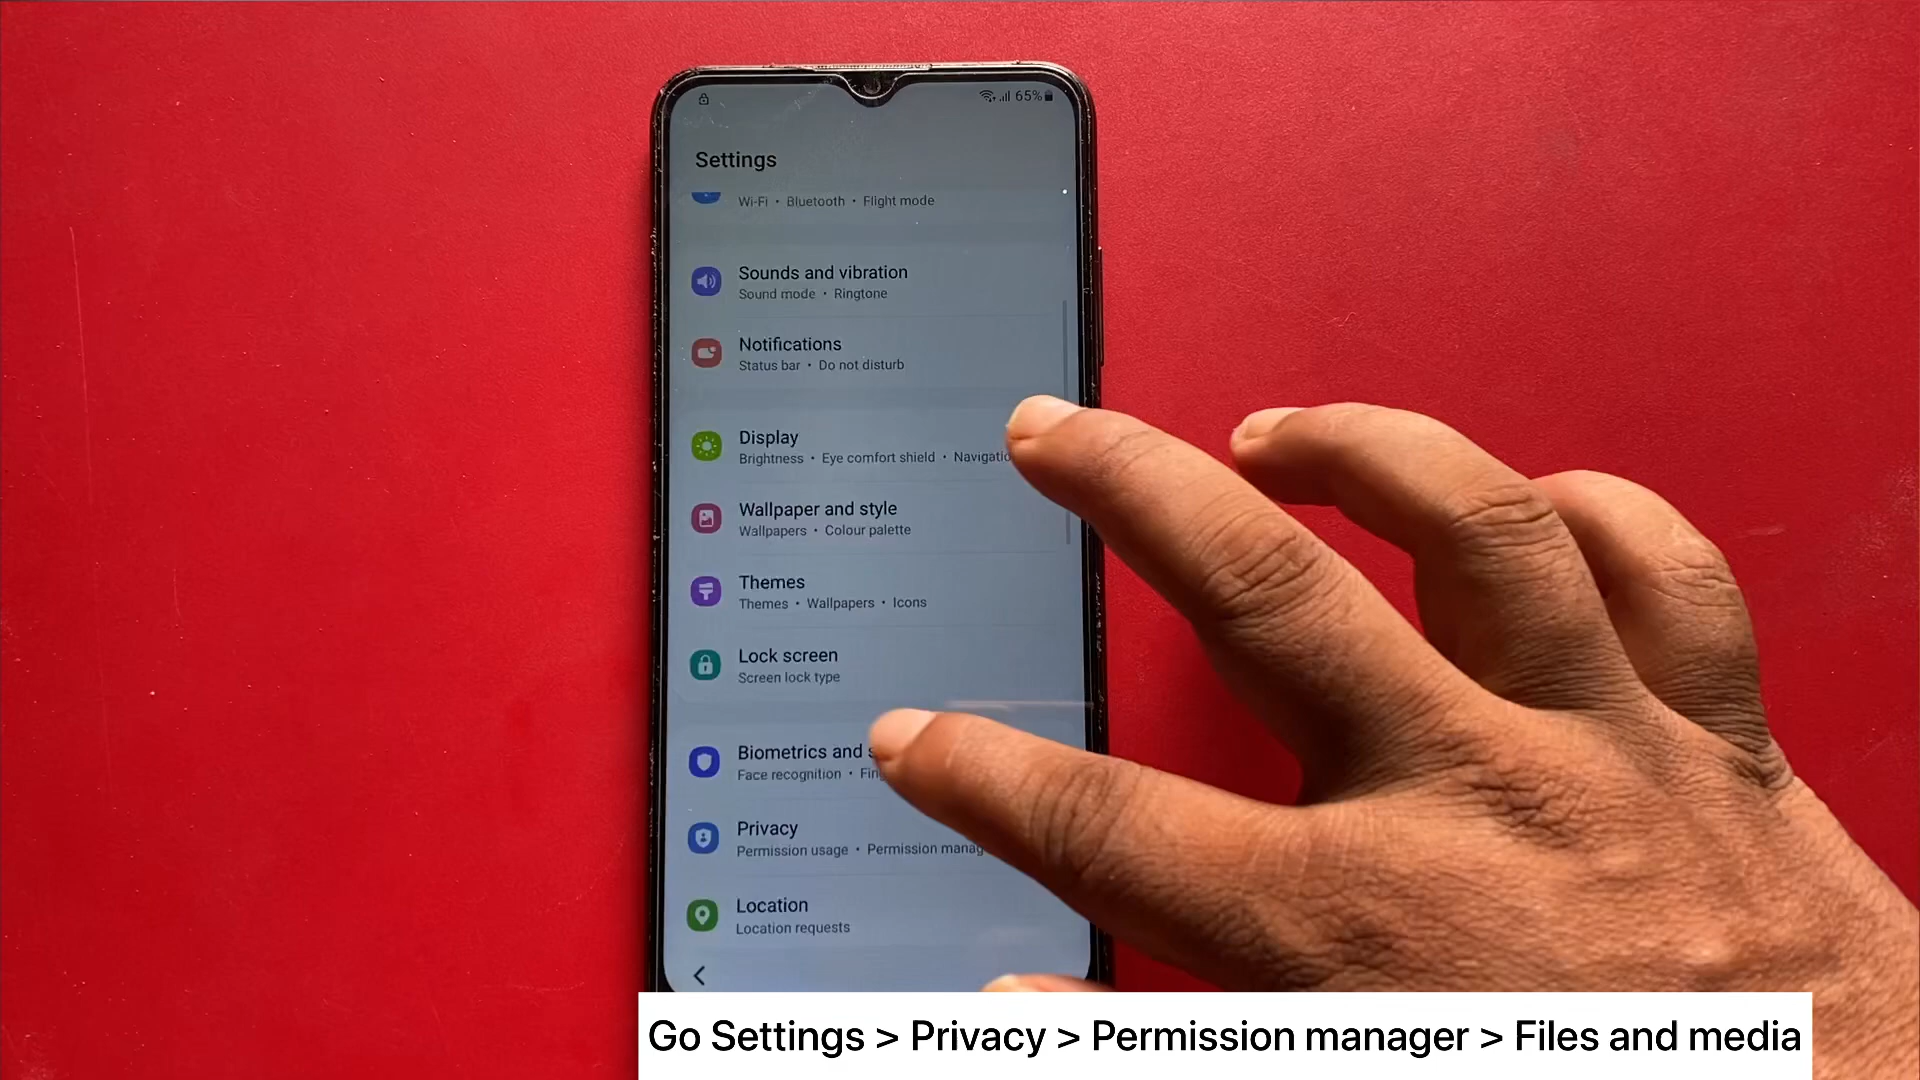 65%
Settings
Wi-Fi • Bluetooth • Flight mode
Sounds and vibration
Sound mode • Ringtone
Notifications
Status bar • Do not disturb
Display
Brightness • Eye comfort shield • Navigatio
Wallpaper and style
Wallpapers • Colour palette
Themes
Themes • Wallpapers • Icons
Lock screen
Screen lock type
Biometrics and s
Face recognition • Fing
Privacy
Permission usage • Permission manag
Location
Location requests
Go Settings > Privacy > Permission manager > Files and media